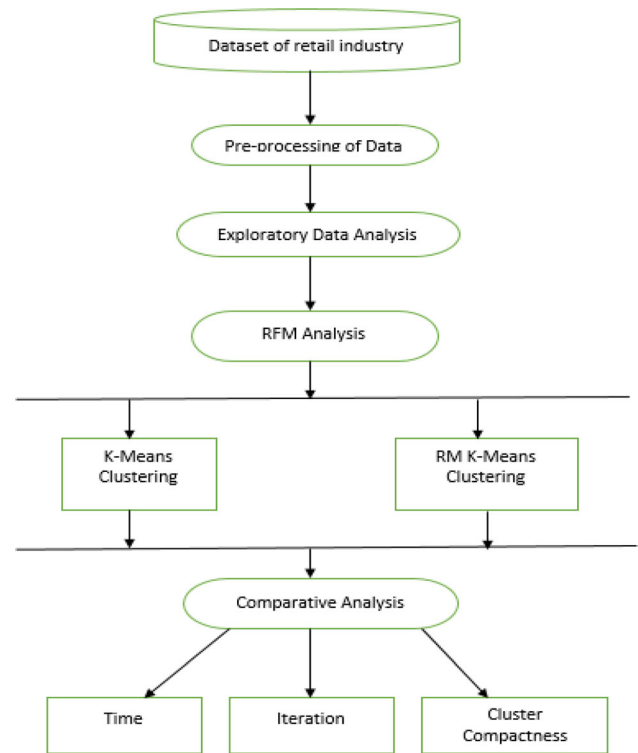 Dataset of retail industry
Pre-processing of Data
Exploratory Data Analysis
RFM Analysis
K-Means
Clustering
RM K-Means
Clustering
Comparative Analysis
Time
Iteration
Cluster
Compactness